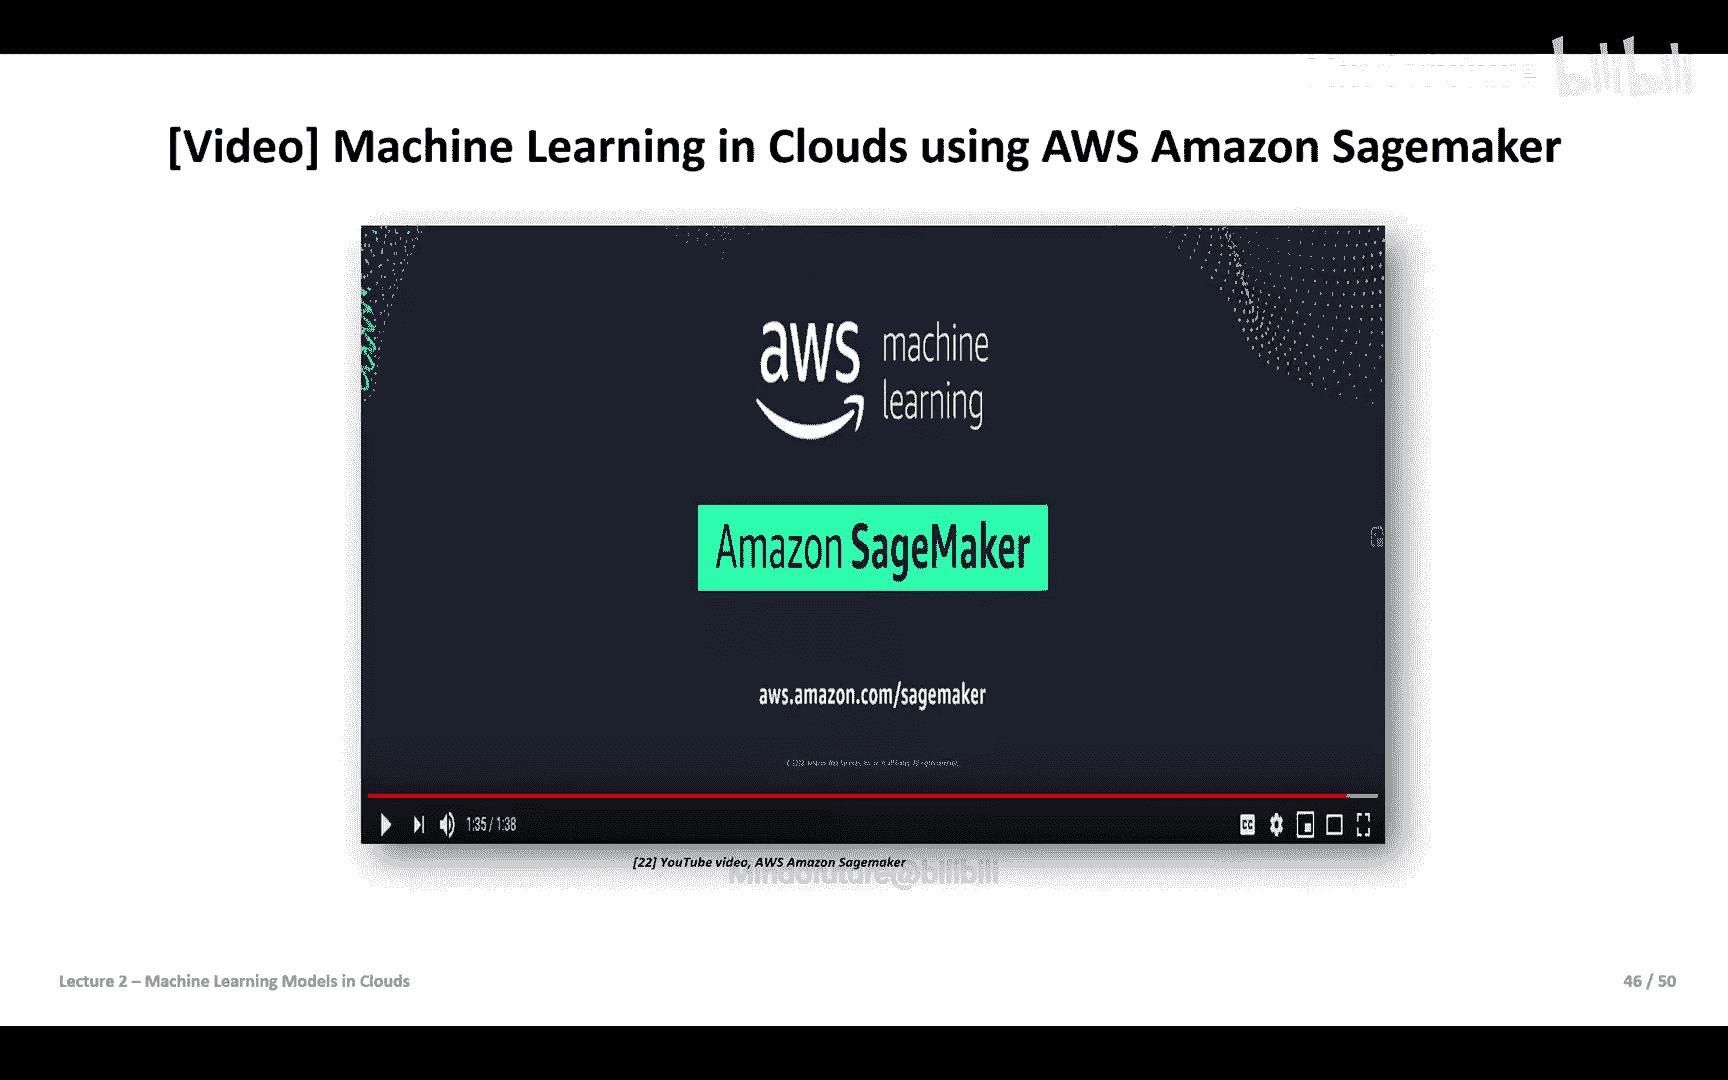 bilibili
[Video] Machine Learning in Clouds using AWS Amazon Sagemaker
aws machine
learning
Amazon SageMaker
aws.amazon.com/sagemaker
1:35 / 1:38
CC
[22] YouTube video, AWS Amazon Sagemaker
Mindofuture@bilibili
Lecture 2 – Machine Learning Models in Clouds
46 / 50